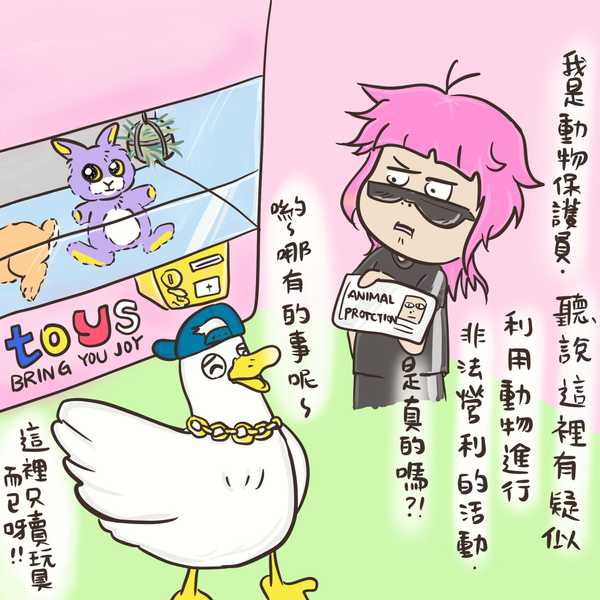 我是動物保護員.
聽說這裡有疑似
利用動物進行
非法營利的活動.
是真的嗎?!
ANIMAL
PROTCTION
喲~哪有的事呢~
toys
BRING YOU JOY
這裡只賣玩具
而已呀!!